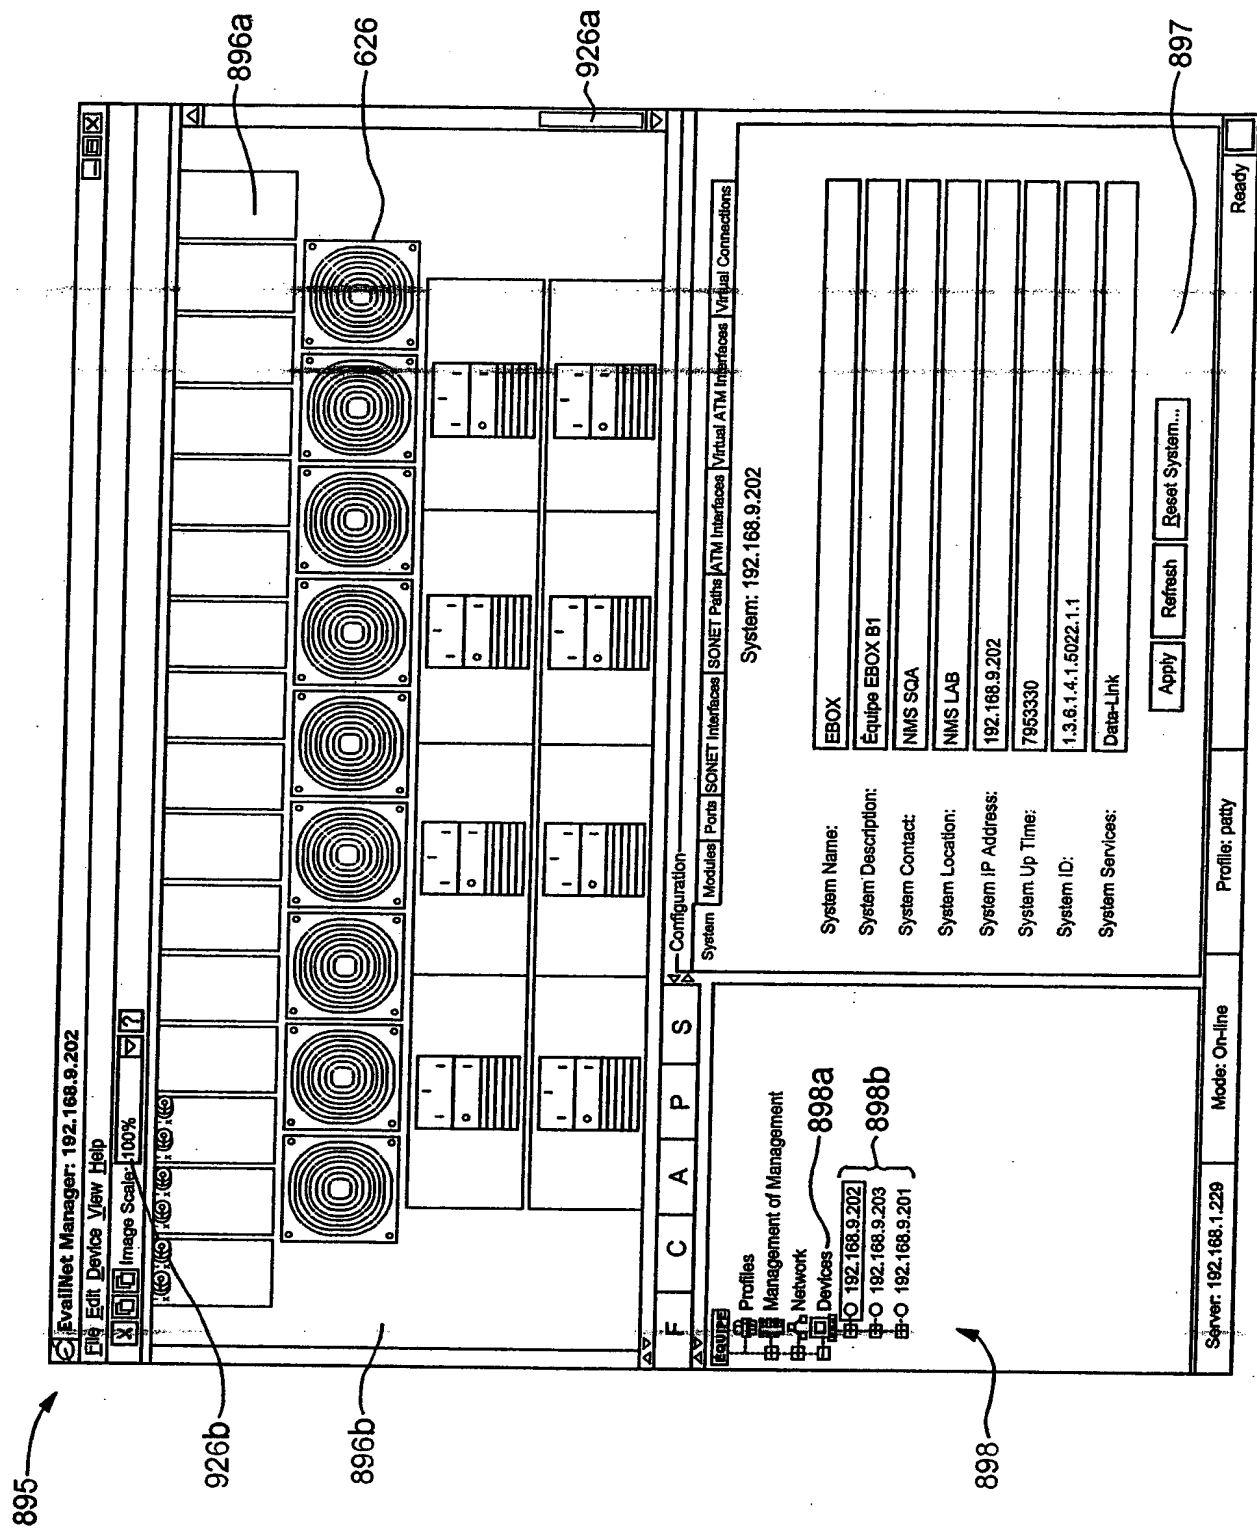 895
EvailNet Manager: 192.168.9.202
File Edit Device View Help
Image Scale: 100%
?
926b
896a
626
896b
926a
F C A P S
EQUIPE
Profiles
Management of Management
Network
Devices
898a
192.168.9.202
192.168.9.203
192.168.9.201
898b
898
Configuration
System Modules Ports SONET Interfaces SONET Paths ATM Interfaces Virtual ATM Interfaces Virtual Connections
System: 192.168.9.202
System Name: EBOX
System Description: Équipe EBOX B1
System Contact: NMS SQA
System Location: NMS LAB
System IP Address: 192.168.9.202
System Up Time: 7953330
System ID: 1.3.6.1.4.1.5022.1.1
System Services: Data-Link
Apply Refresh Reset System...
897
Server: 192.168.1.229 Mode: On-line Profile: patty Ready